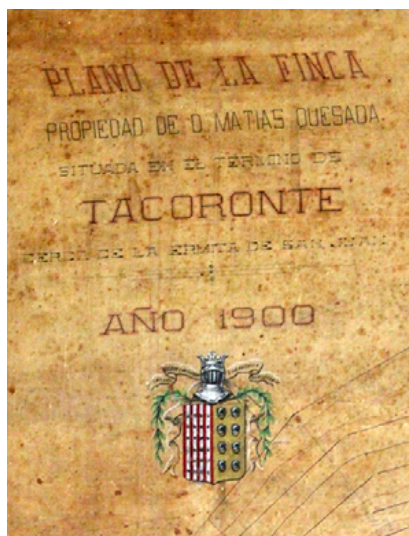 PLANO DE LA FINCA
PROPIEDAD DE D. MATIAS QUESADA.
SITUADA EN EL TERMINO DE
TACORONTE
CERCA DE LA ERMITA DE SAN JUAN.
AÑO 1900